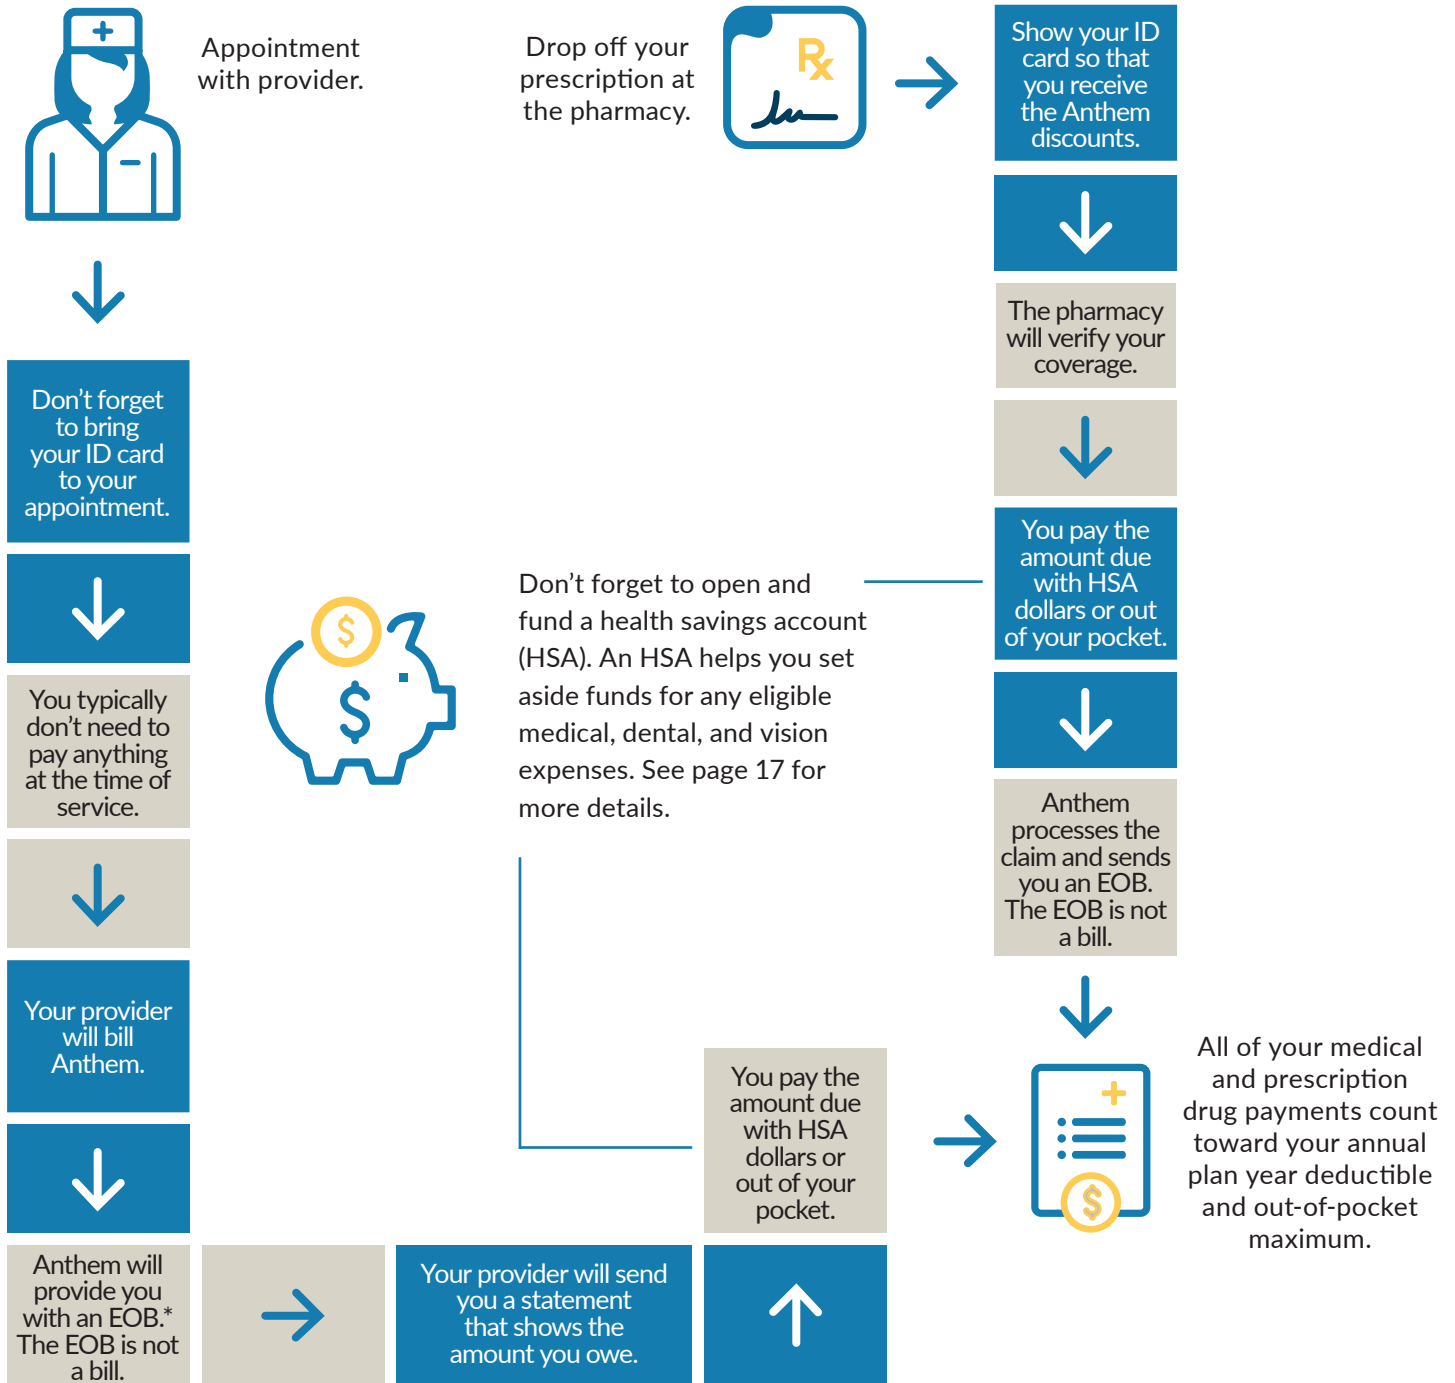 Appointment
with provider.
Don't forget
to bring
your ID card
to your
appointment.
You typically
don't need to
pay anything
at the time of
service.
Your provider
will bill
Anthem.
Anthem will
provide you
with an EOB.*
The EOB is not
a bill.
Your provider will send
you a statement
that shows the
amount you owe.
You pay the
amount due
with HSA
dollars or
out of your
pocket.
$
$
Don't forget to open and
fund a health savings account
(HSA). An HSA helps you set
aside funds for any eligible
medical, dental, and vision
expenses. See page 17 for
more details.
Drop off your
prescription at
the pharmacy.
Rx
Show your ID
card so that
you receive
the Anthem
discounts.
The pharmacy
will verify your
coverage.
You pay the
amount due
with HSA
dollars or out
of your pocket.
Anthem
processes the
claim and sends
you an EOB.
The EOB is not
a bill.
$
All of your medical
and prescription
drug payments count
toward your annual
plan year deductible
and out-of-pocket
maximum.